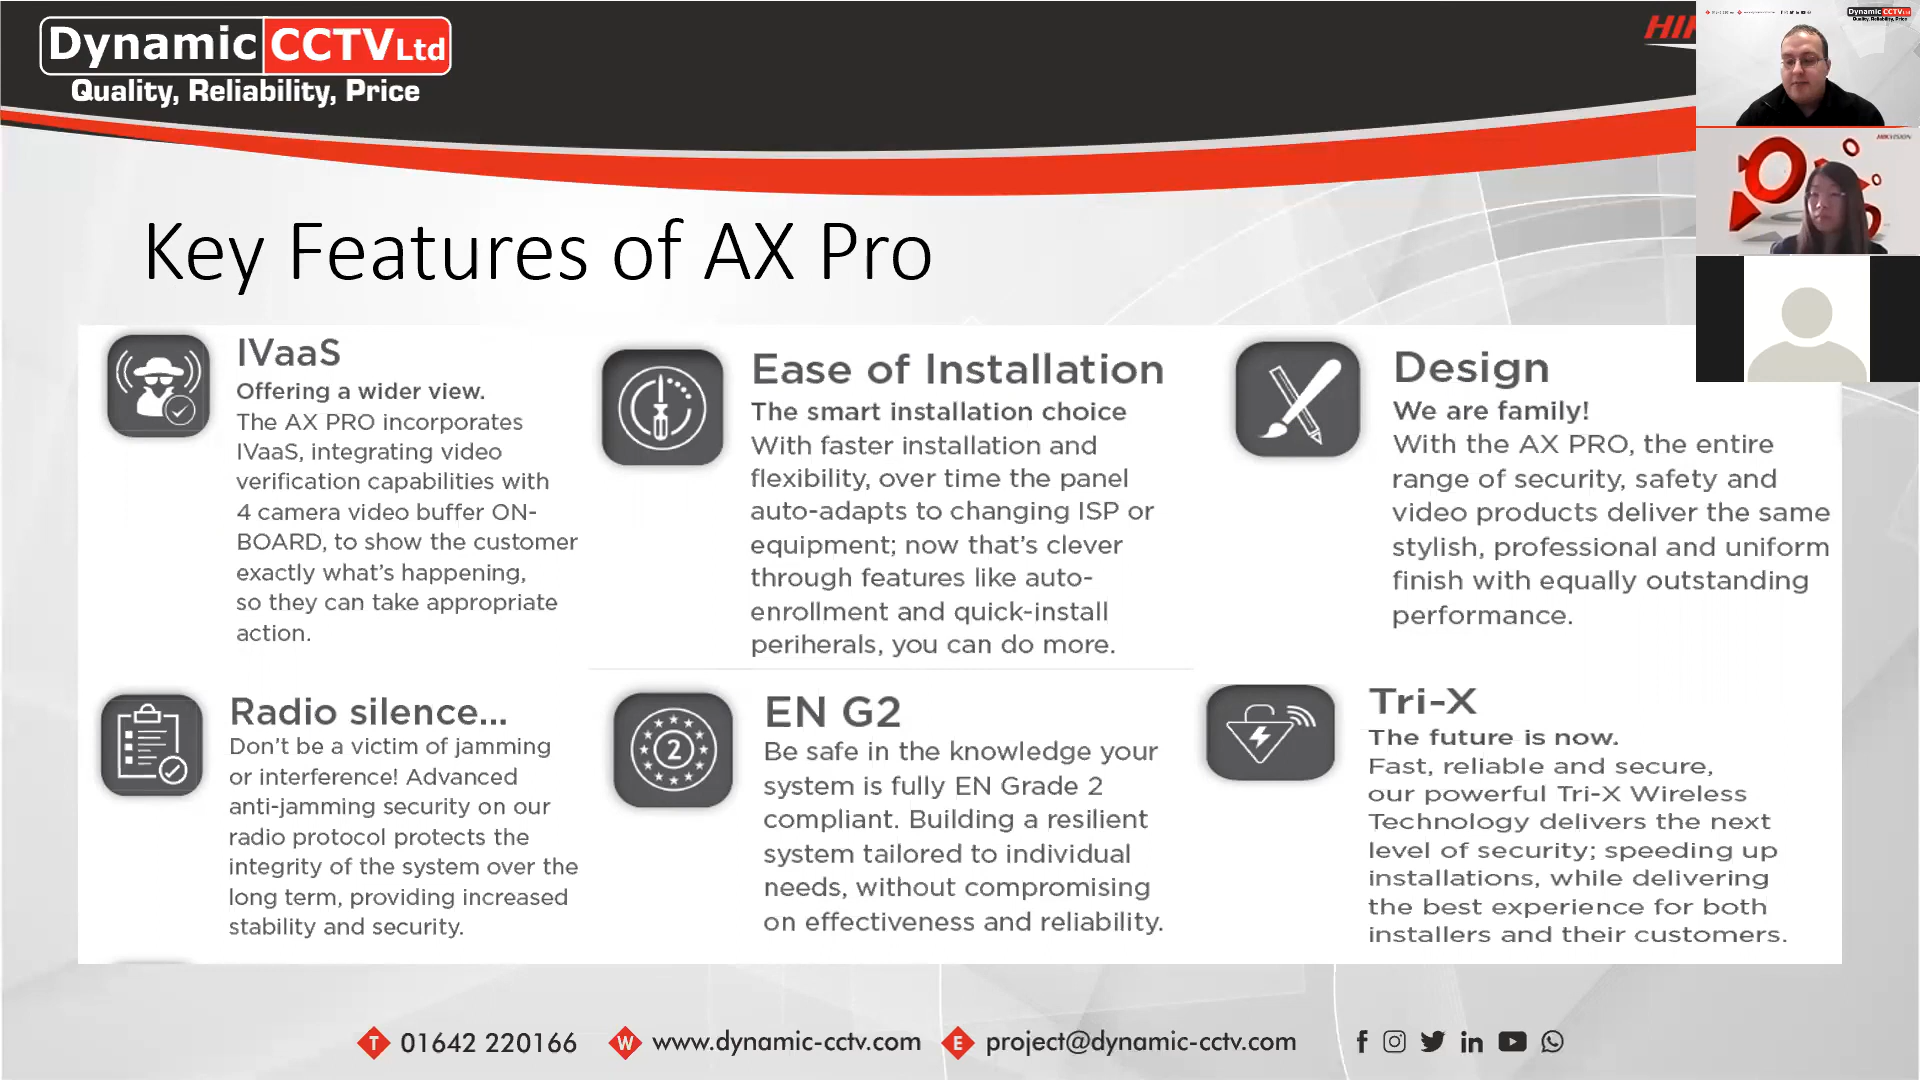 Dynamic CCTV Ltd
Quality, Reliability, Price
HIK
Dynamic CCTV Ltd
Quality, Reliability, Price
HIKVISION
Key Features of AX Pro
IVaaS
Offering a wider view.
The AX PRO incorporates
IVaaS, integrating video
verification capabilities with
4 camera video buffer ON-
BOARD, to show the customer
exactly what's happening,
so they can take appropriate
action.
Ease of Installation
The smart installation choice
With faster installation and
flexibility, over time the panel
auto-adapts to changing ISP or
equipment; now that's clever
through features like auto-
enrollment and quick-install
periherals, you can do more.
Design
We are family!
With the AX PRO, the entire
range of security, safety and
video products deliver the same
stylish, professional and uniform
finish with equally outstanding
performance.
Radio silence...
Don't be a victim of jamming
or interference! Advanced
anti-jamming security on our
radio protocol protects the
integrity of the system over the
long term, providing increased
stability and security.
2
EN G2
Be safe in the knowledge your
system is fully EN Grade 2
compliant. Building a resilient
system tailored to individual
needs, without compromising
on effectiveness and reliability.
Tri-X
The future is now.
Fast, reliable and secure,
our powerful Tri-X Wireless
Technology delivers the next
level of security; speeding up
installations, while delivering
the best experience for both
installers and their customers.
T 01642 220166 W www.dynamic-cctv.com E project@dynamic-cctv.com